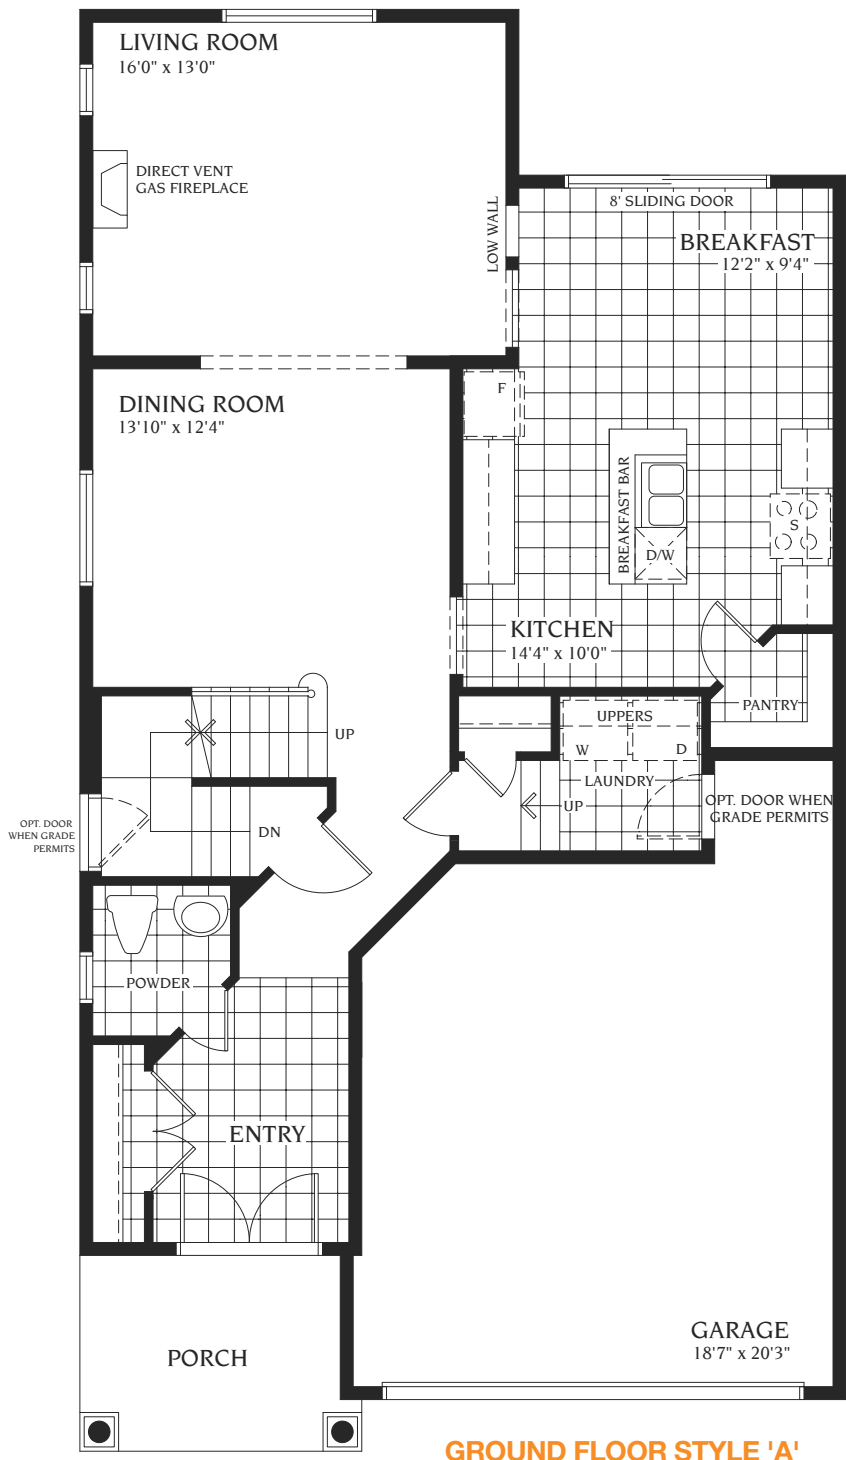 LIVING ROOM
16'0" x 13'0"
DIRECT VENT
GAS FIREPLACE
LOW WALL
8' SLIDING DOOR
BREAKFAST
12'2" x 9'4"
DINING ROOM
13'10" x 12'4"
F
BREAKFAST BAR
S
D/W
KITCHEN
14'4" x 10'0"
PANTRY
UPPERS
W
D
LAUNDRY
UP
UP
DN
OPT. DOOR
WHEN GRADE
PERMITS
OPT. DOOR WHEN
GRADE PERMITS
POWDER
ENTRY
PORCH
GARAGE
18'7" x 20'3"
GROUND FLOOR STYLE 'A'